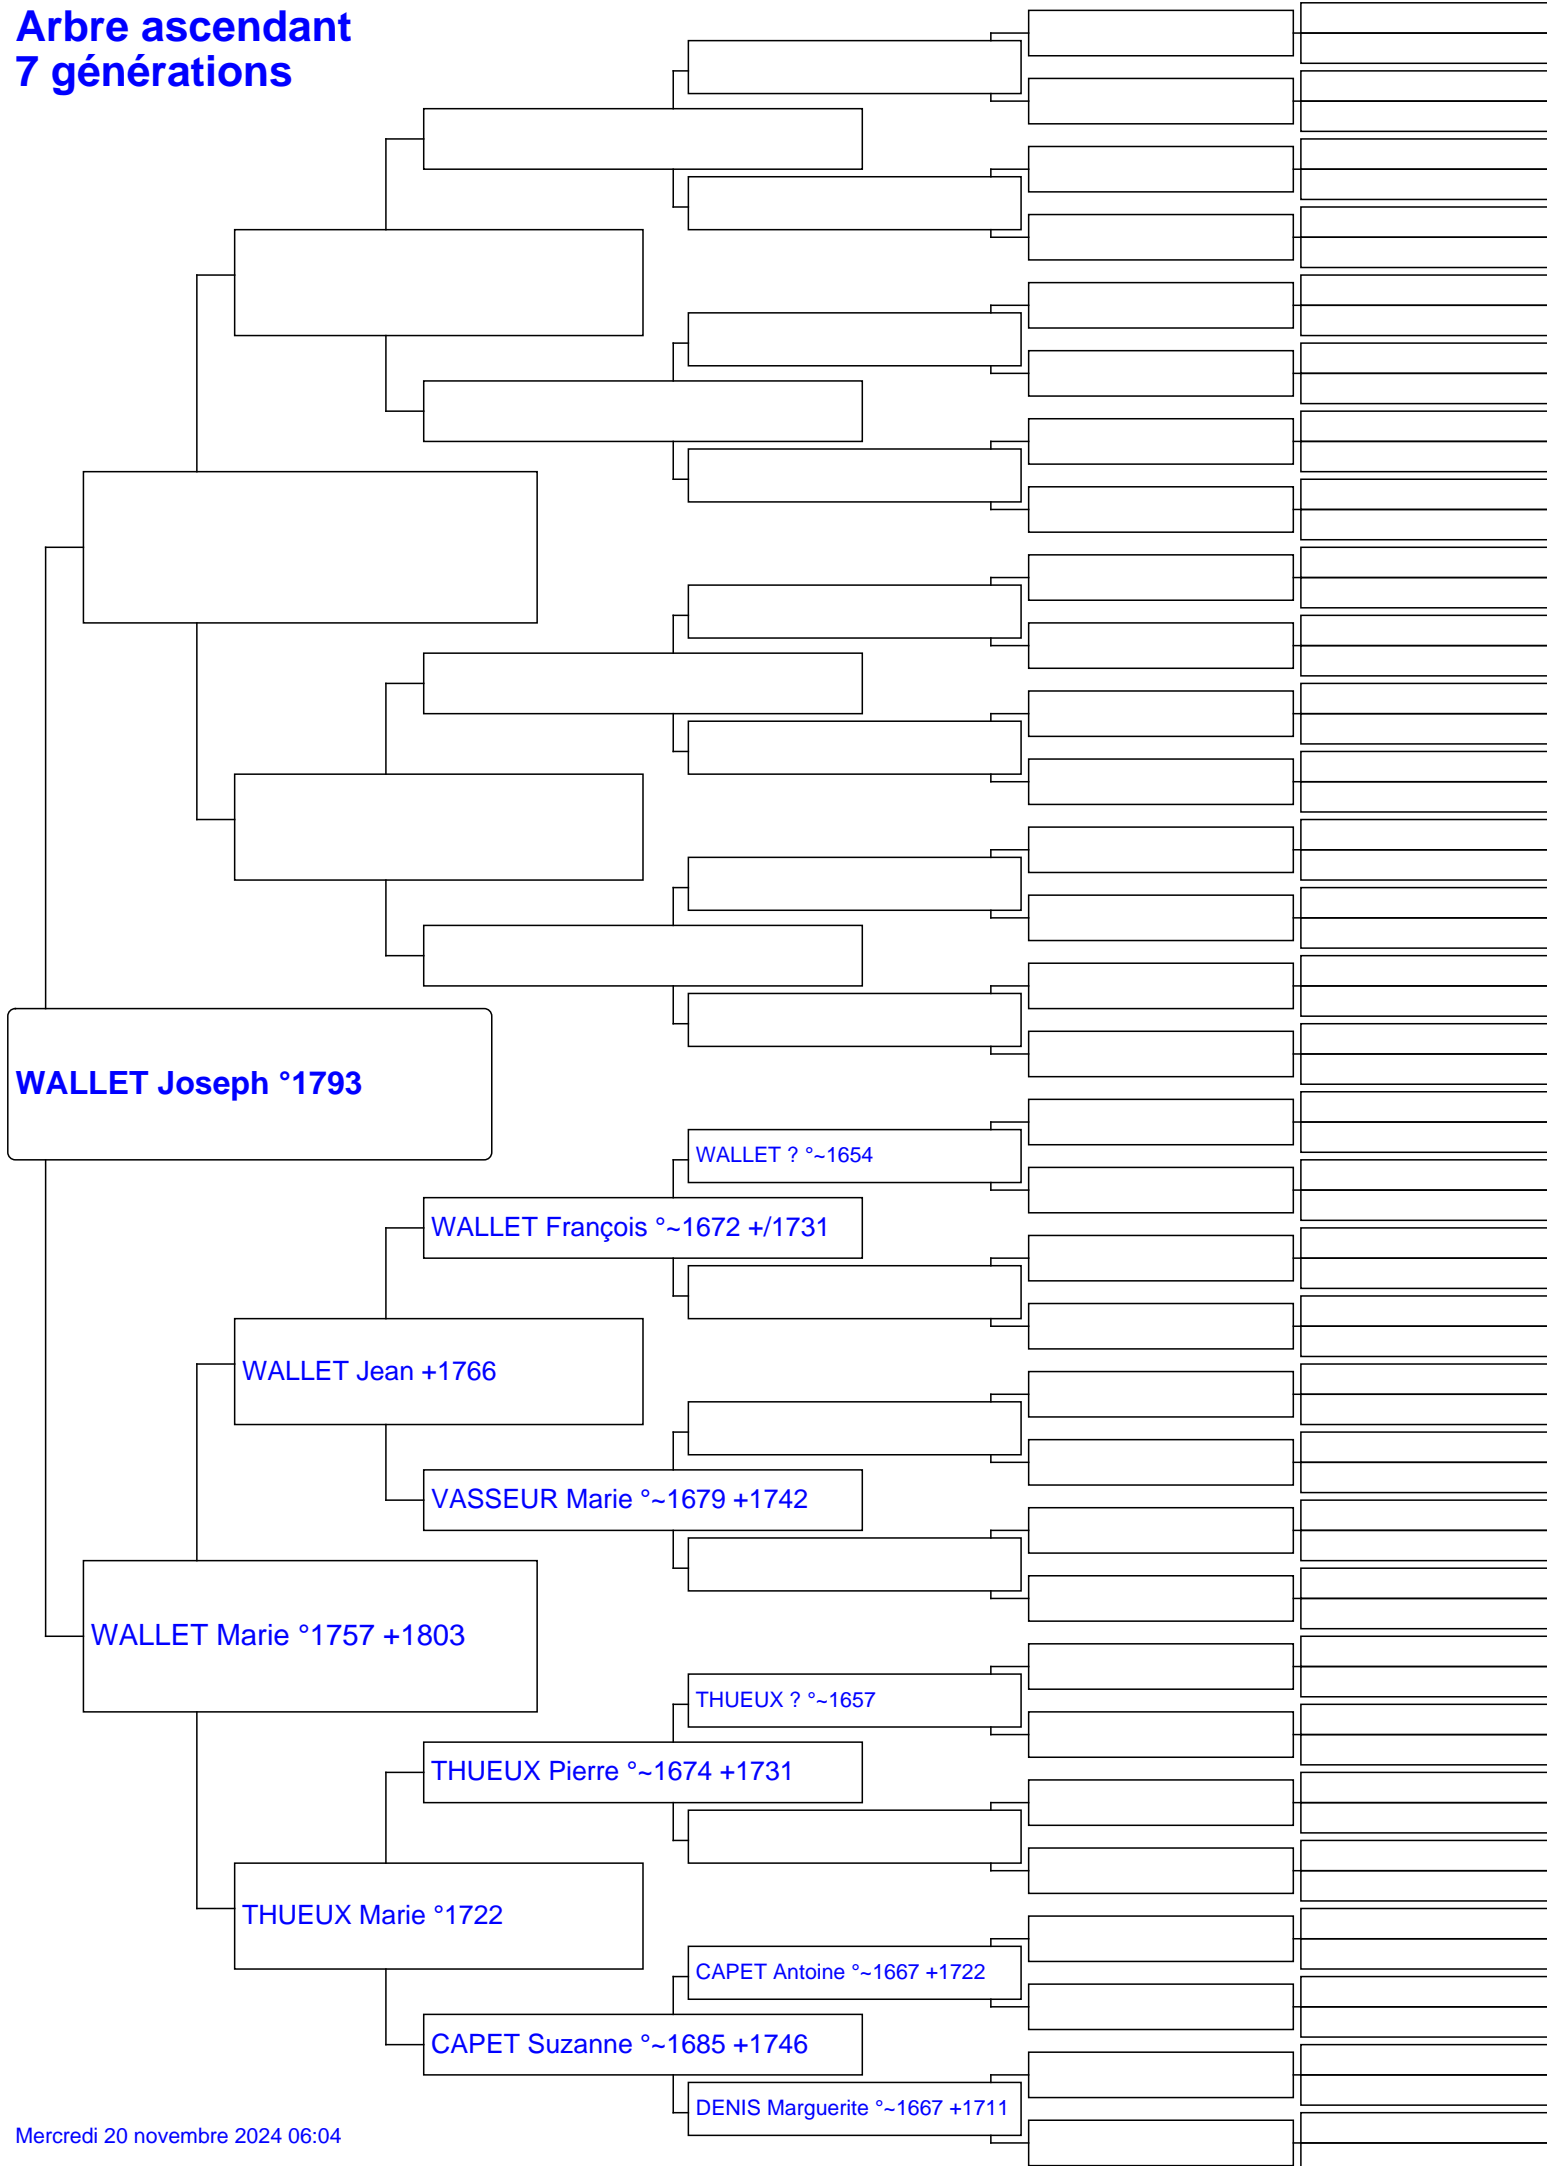 Arbre ascendant
7 générations
WALLET Joseph °1793
WALLET ? °~1654
WALLET François °~1672 +/1731
WALLET Jean +1766
VASSEUR Marie °~1679 +1742
WALLET Marie °1757 +1803
THUEUX ? °~1657
THUEUX Pierre °~1674 +1731
THUEUX Marie °1722
CAPET Antoine °~1667 +1722
CAPET Suzanne °~1685 +1746
DENIS Marguerite °~1667 +1711
Mercredi 20 novembre 2024 06:04